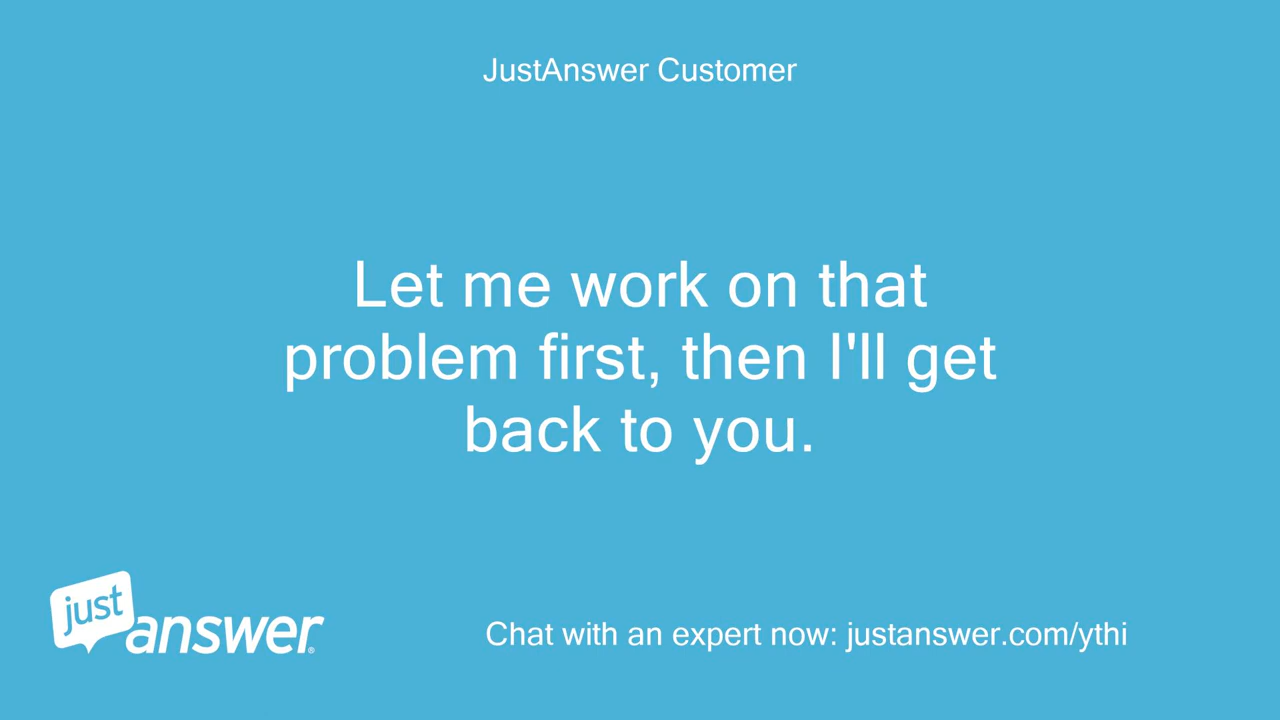 JustAnswer Customer
Let me work on that
problem first, then I'll get
back to you.
just
answer®
Chat with an expert now: justanswer.com/ythi